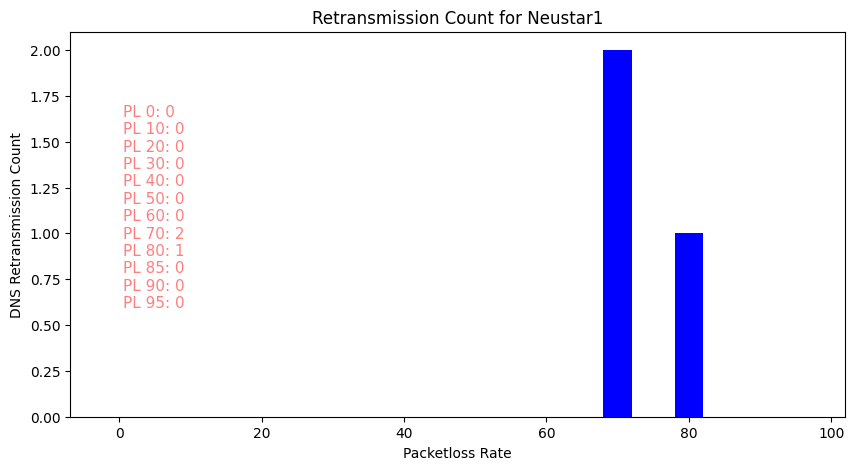 Retransmission Count for Neustar1
2.00
1.75
1.50
1.25
1.00
0.75
0.50
0.25
0.00
DNS Retransmission Count
PL 0: 0
PL 10: 0
PL 20: 0
PL 30: 0
PL 40: 0
PL 50: 0
PL 60: 0
PL 70: 2
PL 80: 1
PL 85: 0
PL 90: 0
PL 95: 0
0 20 40 60 80 100
Packetloss Rate